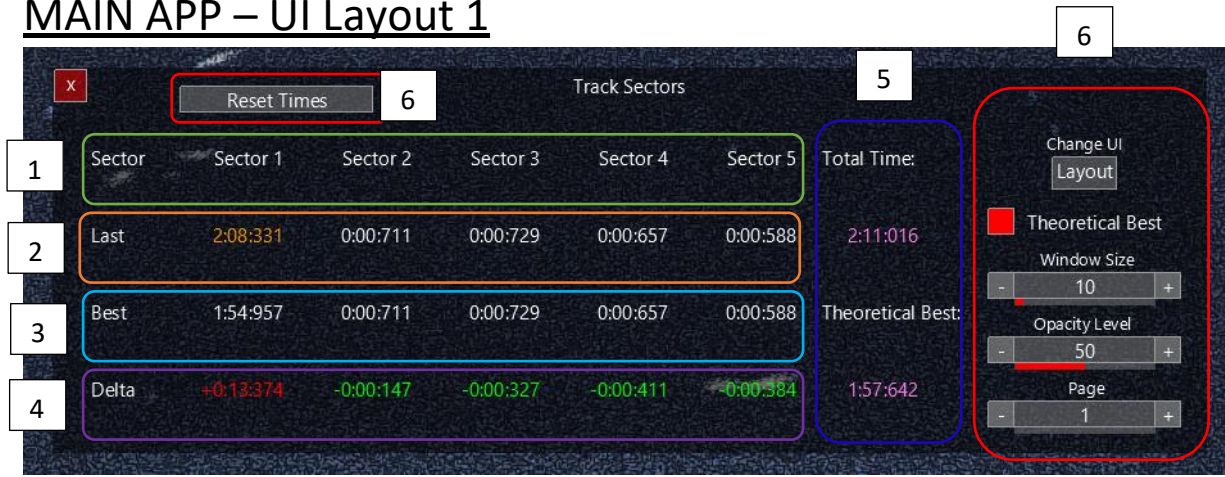 MAIN APP – UI Layout 1
6
x
Reset Times
6
Track Sectors
5
1
Sector Sector 1 Sector 2 Sector 3 Sector 4 Sector 5 Total Time:
Change UI
Layout
2
Last 2:08:331 0:00:711 0:00:729 0:00:657 0:00:588 2:11:016
Theoretical Best
Window Size
- 10 +
3
Best 1:54:957 0:00:711 0:00:729 0:00:657 0:00:588 Theoretical Best:
Opacity Level
- 50 +
4
Delta +0:13:374 -0:00:147 -0:00:327 -0:00:411 -0:00:384 1:57:642
Page
- 1 +